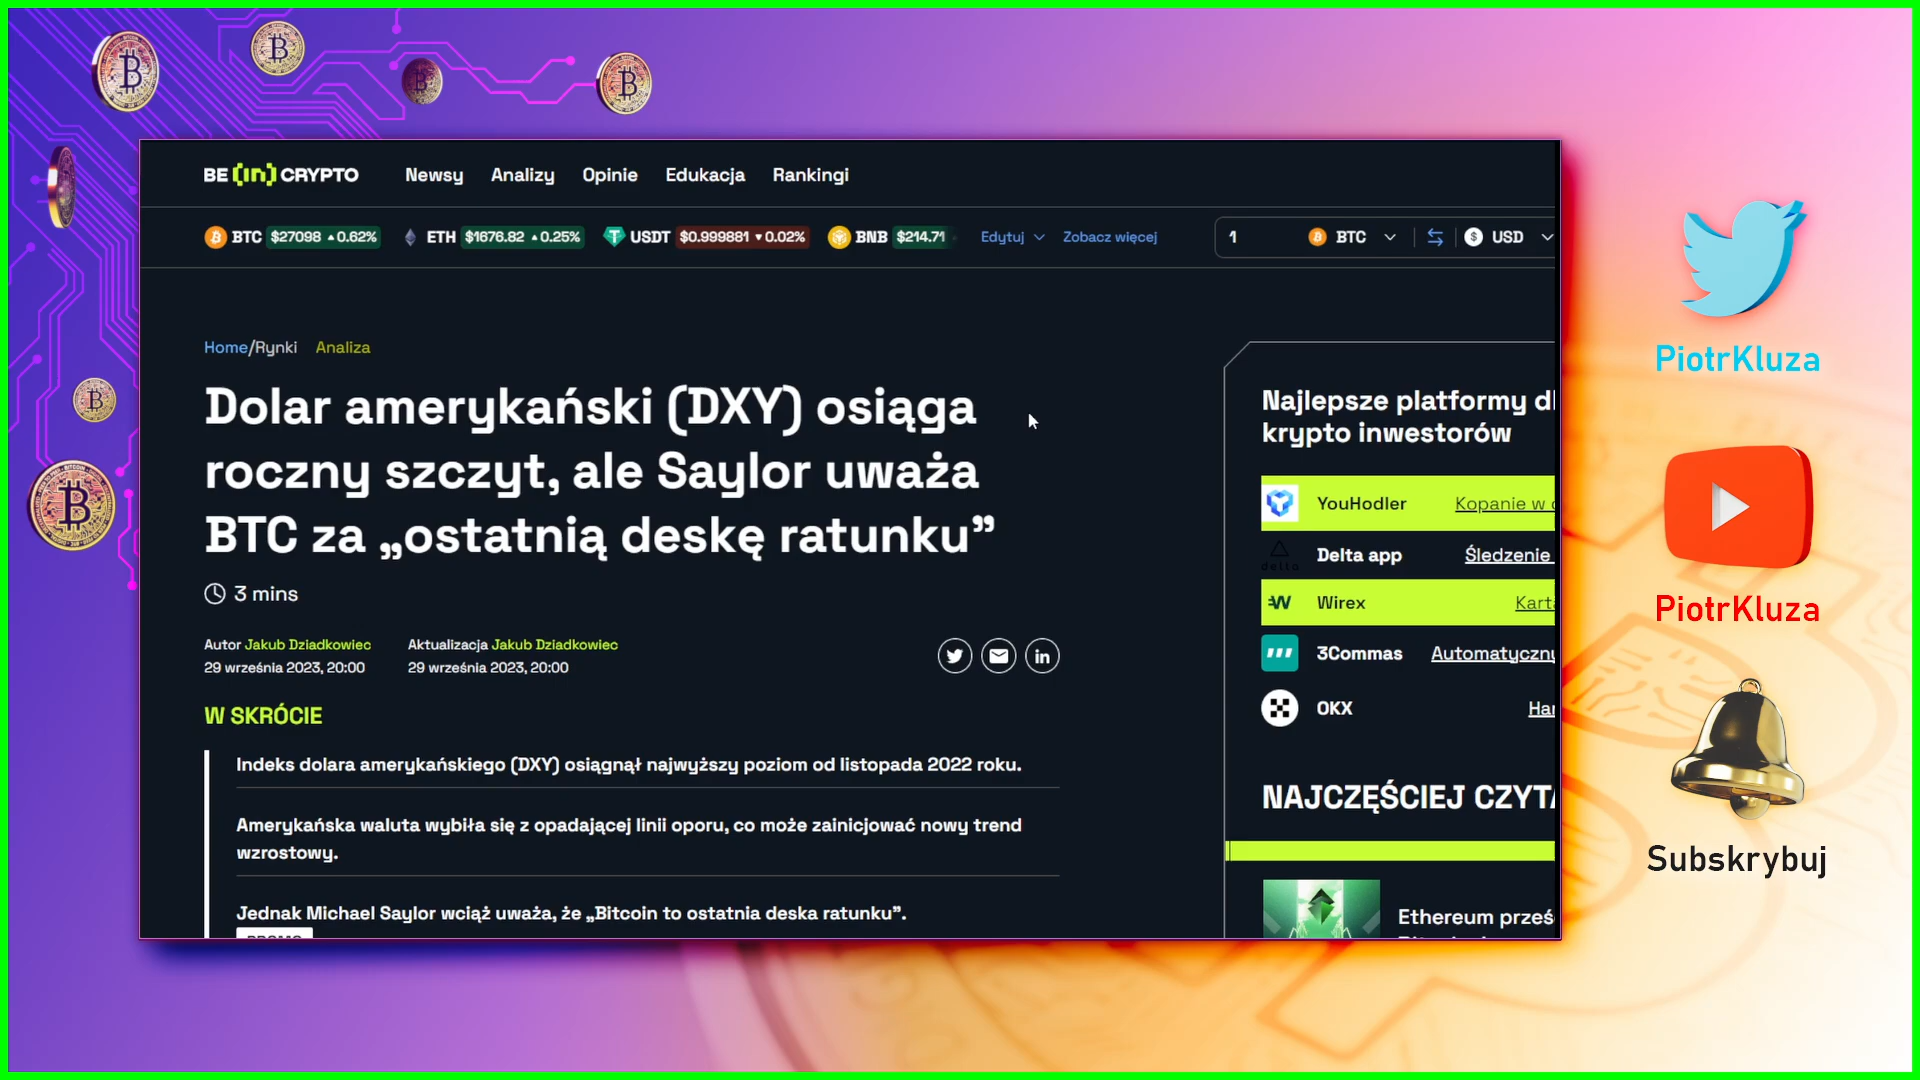 BE[in]CRYPTO Newsy Analizy Opinie Edukacja Rankingi
BTC $27098 ▲0.62% ETH $1676.82 ▲0.25% USDT $0.999881 ▼0.02% BNB $214.71 Edytuj Zobacz więcej 1 BTC USD
Home/Rynki Analiza
Dolar amerykański (DXY) osiąga
roczny szczyt, ale Saylor uważa
BTC za „ostatnią deskę ratunku”
3 mins
Autor Jakub Dziadkowiec
29 września 2023, 20:00
Aktualizacja Jakub Dziadkowiec
29 września 2023, 20:00
W SKRÓCIE
Indeks dolara amerykańskiego (DXY) osiągnął najwyższy poziom od listopada 2022 roku.
Amerykańska waluta wybiła się z opadającej linii oporu, co może zainicjować nowy trend
wzrostowy.
Jednak Michael Saylor wciąż uważa, że „Bitcoin to ostatnia deska ratunku”.
Najlepsze platformy dl
krypto inwestorów
YouHodler Kopanie w
Delta app Śledzenie
Wirex Karta
3Commas Automatyczny
OKX Har
NAJCZĘŚCIEJ CZYTA
Ethereum prześ
PiotrKluza
PiotrKluza
Subskrybuj